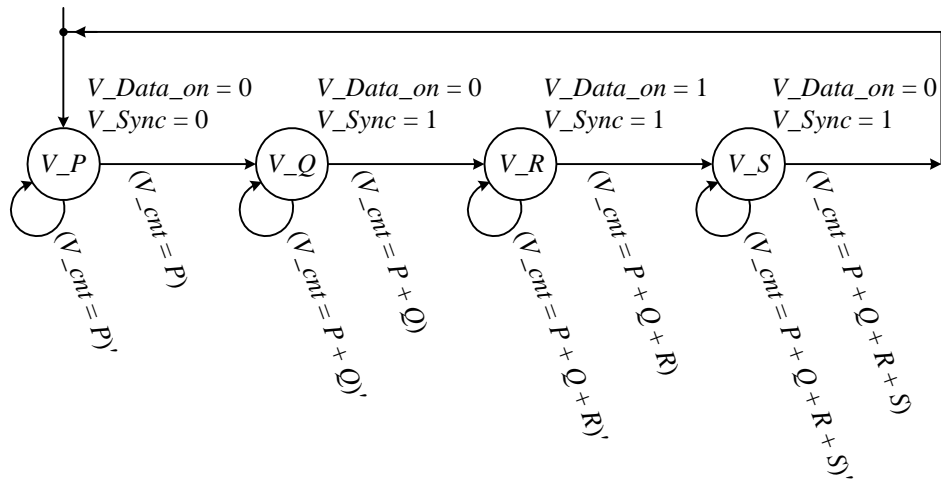 V_Data_on = 0
V_Sync = 0
V_Data_on = 0
V_Sync = 1
V_Data_on = 1
V_Sync = 1
V_Data_on = 0
V_Sync = 1
V_P
V_Q
V_R
V_S
(V_cnt = P)'
(V_cnt = P)
(V_cnt = P + Q)'
(V_cnt = P + Q)
(V_cnt = P + Q + R)'
(V_cnt = P + Q + R)
(V_cnt = P + Q + R + S)'
(V_cnt = P + Q + R + S)